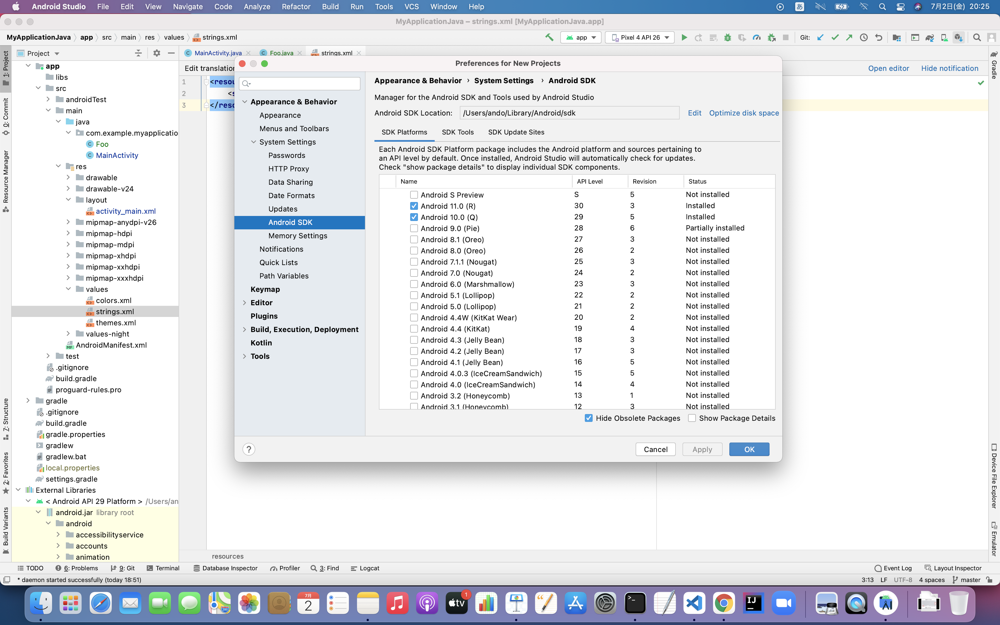 Android Studio File Edit View Navigate Code Analyze Refactor Build Run Tools VCS Window Help あ 7月2日(金) 20:25
MyApplicationJava – strings.xml [MyApplicationJava.app]
MyApplicationJava app src main res values strings.xml app Pixel 4 API 26 Git:
Project MainActivity.java Foo.java strings.xml
Edit translation Open editor Hide notification
1: Project
0: Commit
Resource Manager
7: Structure
2: Favorites
Build Variants
app
libs
src
androidTest
main
java
com.example.myapplicatio
Foo
MainActivity
res
drawable
drawable-v24
layout
activity_main.xml
mipmap-anydpi-v26
mipmap-hdpi
mipmap-mdpi
mipmap-xhdpi
mipmap-xxhdpi
mipmap-xxxhdpi
values
colors.xml
strings.xml
themes.xml
values-night
AndroidManifest.xml
test
.gitignore
build.gradle
proguard-rules.pro
gradle
.gitignore
build.gradle
gradle.properties
gradlew
gradlew.bat
local.properties
settings.gradle
External Libraries
< Android API 29 Platform > /Users/an
android.jar library root
android
accessibilityservice
accounts
animation
1 <resou
2 <s
3 </reso
Preferences for New Projects
Appearance & Behavior
Appearance
Menus and Toolbars
System Settings
Passwords
HTTP Proxy
Data Sharing
Date Formats
Updates
Android SDK
Memory Settings
Notifications
Quick Lists
Path Variables
Keymap
Editor
Plugins
Build, Execution, Deployment
Kotlin
Tools
Appearance & Behavior › System Settings › Android SDK
Manager for the Android SDK and Tools used by Android Studio
Android SDK Location: /Users/ando/Library/Android/sdk Edit Optimize disk space
SDK Platforms SDK Tools SDK Update Sites
Each Android SDK Platform package includes the Android platform and sources pertaining to
an API level by default. Once installed, Android Studio will automatically check for updates.
Check "show package details" to display individual SDK components.
Name API Level Revision Status
Android S Preview S 5 Not installed
Android 11.0 (R) 30 3 Installed
Android 10.0 (Q) 29 5 Installed
Android 9.0 (Pie) 28 6 Partially installed
Android 8.1 (Oreo) 27 3 Not installed
Android 8.0 (Oreo) 26 2 Not installed
Android 7.1.1 (Nougat) 25 3 Not installed
Android 7.0 (Nougat) 24 2 Not installed
Android 6.0 (Marshmallow) 23 3 Not installed
Android 5.1 (Lollipop) 22 2 Not installed
Android 5.0 (Lollipop) 21 2 Not installed
Android 4.4W (KitKat Wear) 20 2 Not installed
Android 4.4 (KitKat) 19 4 Not installed
Android 4.3 (Jelly Bean) 18 3 Not installed
Android 4.2 (Jelly Bean) 17 3 Not installed
Android 4.1 (Jelly Bean) 16 5 Not installed
Android 4.0.3 (IceCreamSandwich) 15 5 Not installed
Android 4.0 (IceCreamSandwich) 14 4 Not installed
Android 3.2 (Honeycomb) 13 1 Not installed
Android 3.1 (Honeycomb) 12 3 Not installed
Hide Obsolete Packages Show Package Details
? Cancel Apply OK
Gradle
Device File Explorer
Emulator
resources
TODO 6: Problems 9: Git Terminal Database Inspector Profiler 3: Find Logcat Event Log Layout Inspector
* daemon started successfully (today 18:51) 3:13 LF UTF-8 4 spaces master
280
7月
2
tv
1
>_
IJ